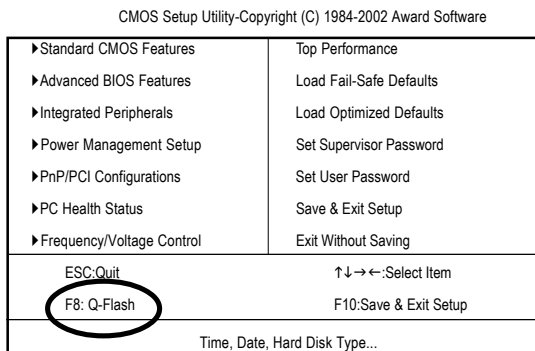 CMOS Setup Utility-Copyright (C) 1984-2002 Award Software
▶Standard CMOS Features Top Performance
▶Advanced BIOS Features Load Fail-Safe Defaults
▶Integrated Peripherals Load Optimized Defaults
▶Power Management Setup Set Supervisor Password
▶PnP/PCI Configurations Set User Password
▶PC Health Status Save & Exit Setup
▶Frequency/Voltage Control Exit Without Saving
ESC:Quit ↑↓→←:Select Item
F8: Q-Flash F10:Save & Exit Setup
Time, Date, Hard Disk Type...